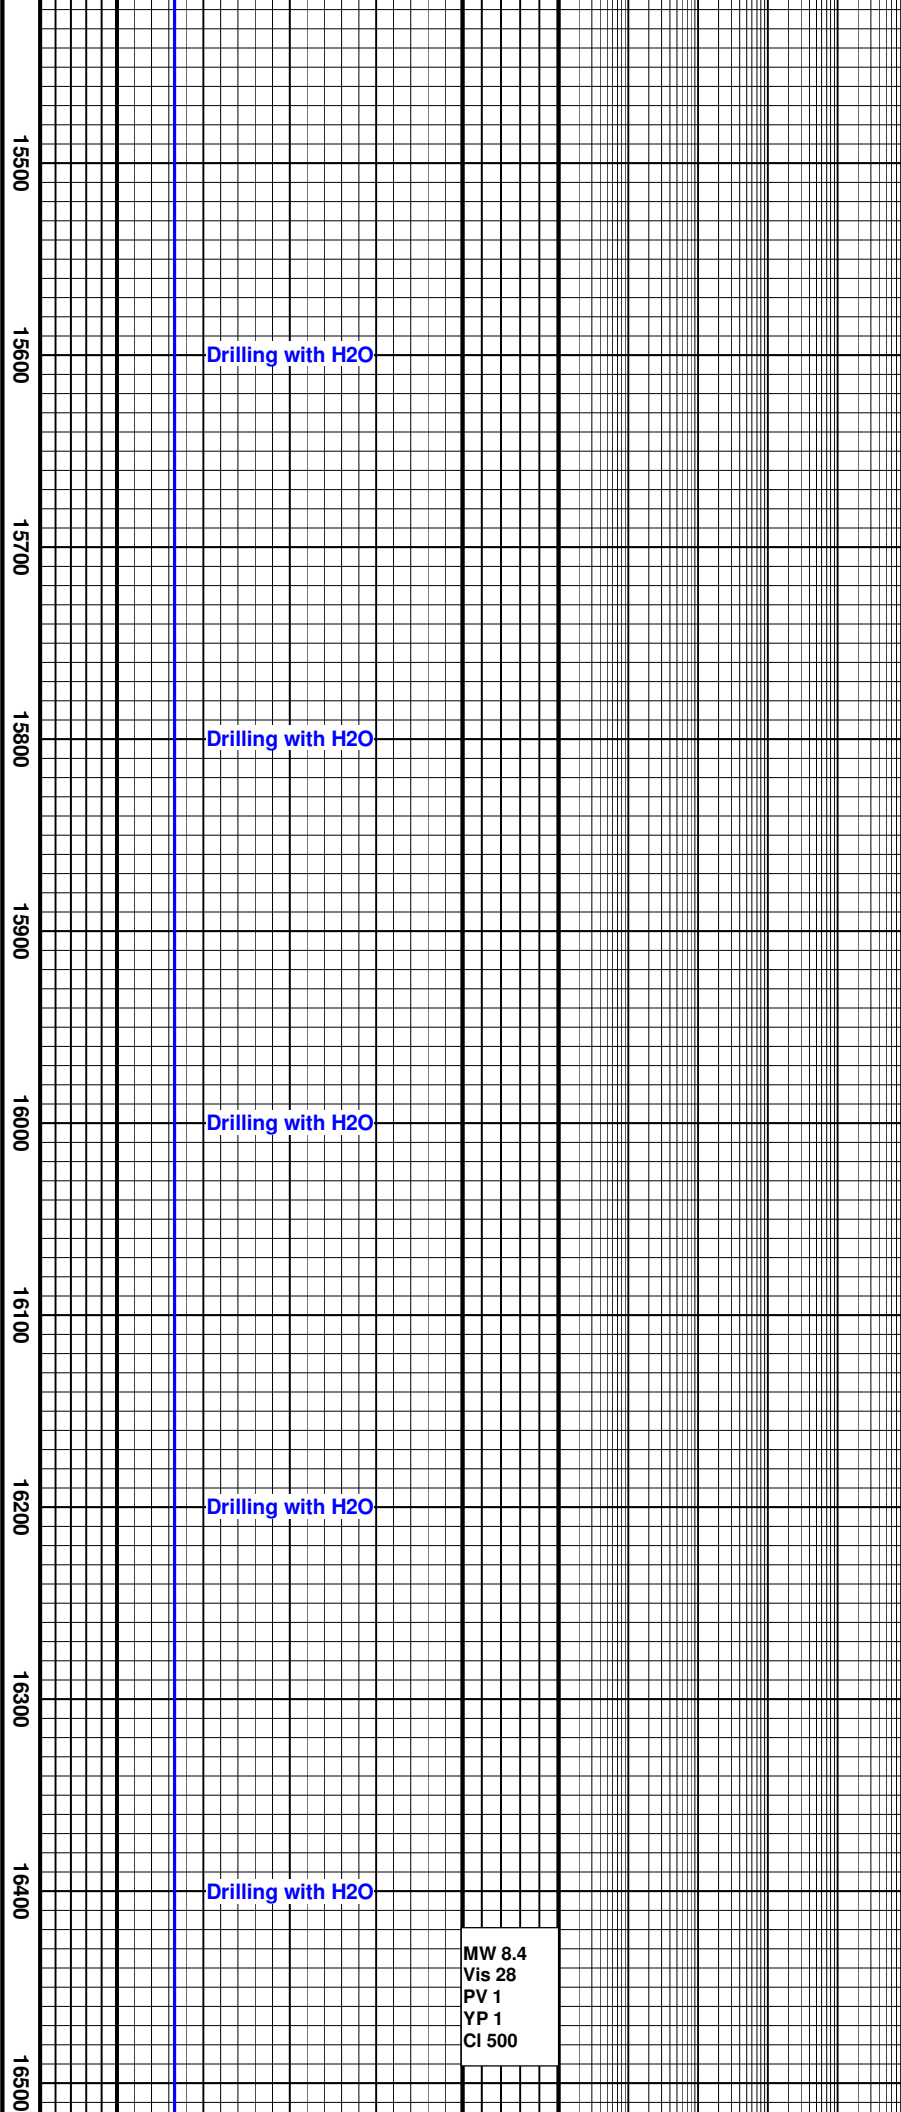 15500
15600
Drilling with H2O
15700
15800
Drilling with H2O
15900
16000
Drilling with H2O
16100
16200
Drilling with H2O
16300
16400
Drilling with H2O
MW 8.4
Vis 28
PV 1
YP 1
Cl 500
16500